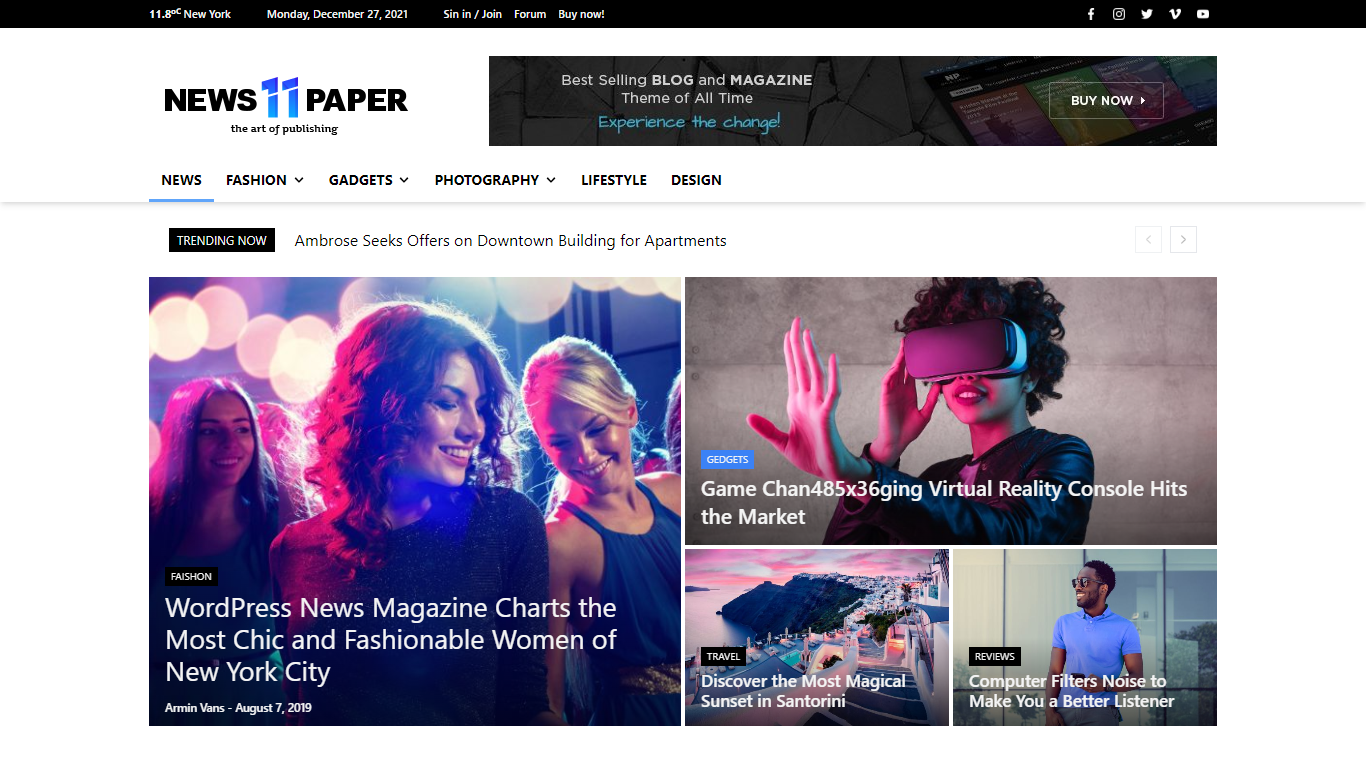 11.8ºC New York Monday, December 27, 2021 Sin in / Join Forum Buy now!
NEWS 11 PAPER
the art of publishing
Best Selling BLOG and MAGAZINE
Theme of All Time
Experience the change!
NP
BUY NOW
NEWS FASHION GADGETS PHOTOGRAPHY LIFESTYLE DESIGN
TRENDING NOW Ambrose Seeks Offers on Downtown Building for Apartments
FAISHON
WordPress News Magazine Charts the
Most Chic and Fashionable Women of
New York City
Armin Vans - August 7, 2019
GEDGETS
Game Chan485x36ging Virtual Reality Console Hits
the Market
TRAVEL
Discover the Most Magical
Sunset in Santorini
REVIEWS
Computer Filters Noise to
Make You a Better Listener